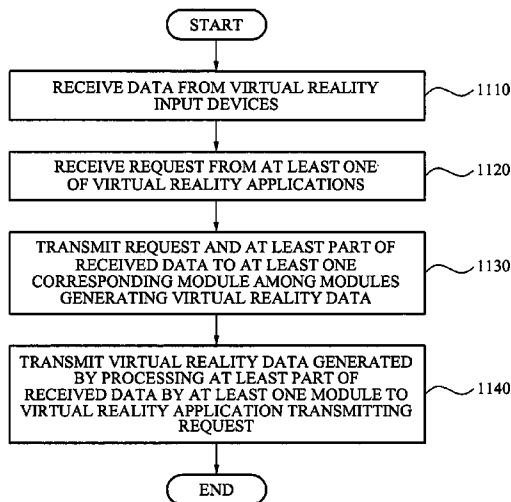 START
RECEIVE DATA FROM VIRTUAL REALITY
INPUT DEVICES
1110
RECEIVE REQUEST FROM AT LEAST ONE
OF VIRTUAL REALITY APPLICATIONS
1120
TRANSMIT REQUEST AND AT LEAST PART OF
RECEIVED DATA TO AT LEAST ONE
CORRESPONDING MODULE AMONG MODULES
GENERATING VIRTUAL REALITY DATA
1130
TRANSMIT VIRTUAL REALITY DATA GENERATED
BY PROCESSING AT LEAST PART OF
RECEIVED DATA BY AT LEAST ONE MODULE TO
VIRTUAL REALITY APPLICATION TRANSMITTING
REQUEST
1140
END